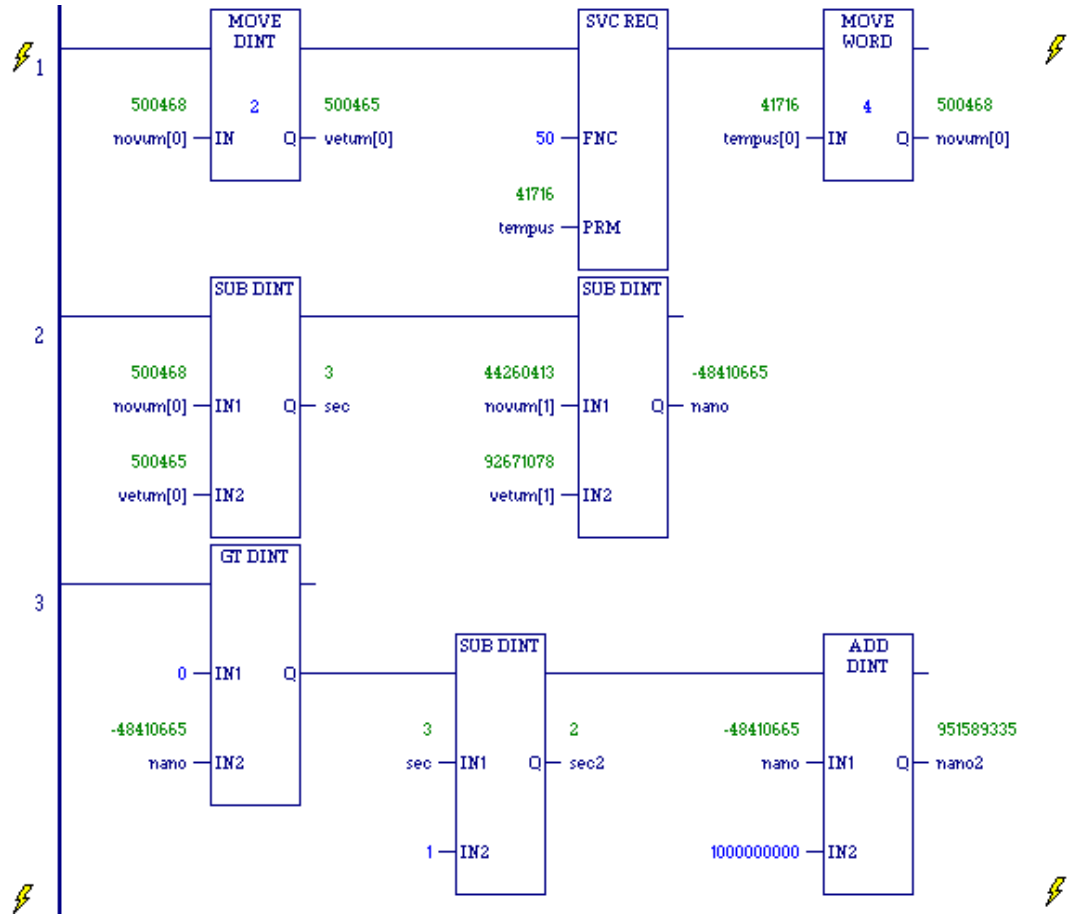 MOVE DINT
SVC REQ
MOVE WORD
1
500468 2 500465
novum[0] IN Q vetum[0]
50 FNC
41716
tempus PRM
41716 4 500468
tempus[0] IN Q novum[0]
2
SUB DINT
SUB DINT
500468 3
novum[0] IN1 Q sec
500465
vetum[0] IN2
44260413 -48410665
novum[1] IN1 Q nano
92671078
vetum[1] IN2
3
GT DINT
0 IN1 Q
-48410665
nano IN2
SUB DINT
3 2
sec IN1 Q sec2
1 IN2
ADD DINT
-48410665 951589335
nano IN1 Q nano2
1000000000 IN2